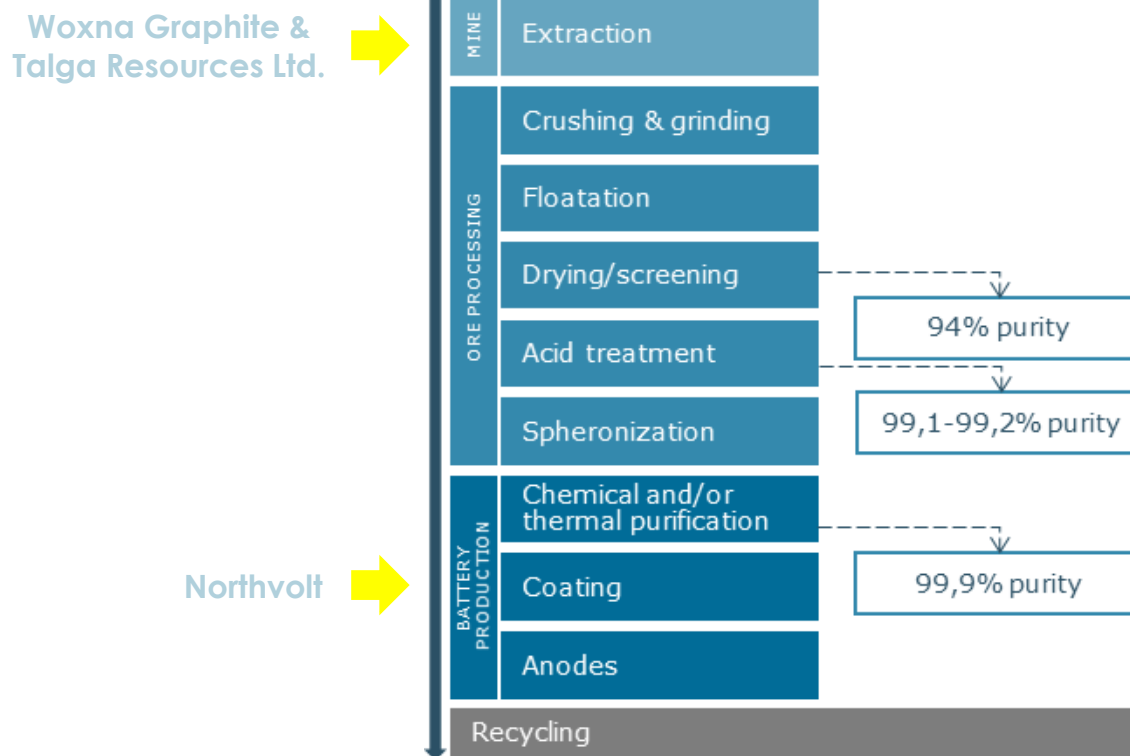 Woxna Graphite &
Talga Resources Ltd.
MINE
Extraction
ORE PROCESSING
Crushing & grinding
Floatation
Drying/screening
94% purity
Acid treatment
99,1-99,2% purity
Spheronization
BATTERY
PRODUCTION
Chemical and/or
thermal purification
Northvolt
Coating
99,9% purity
Anodes
Recycling